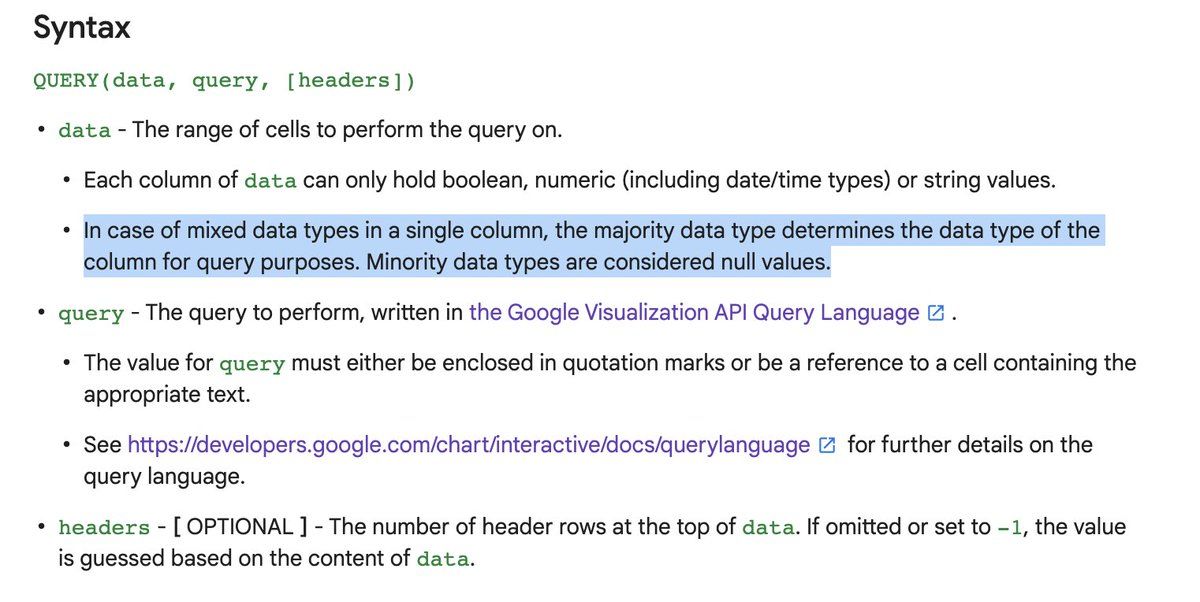 Syntax
QUERY(data, query, [headers])
• data - The range of cells to perform the query on.
• Each column of data can only hold boolean, numeric (including date/time types) or string values.
• In case of mixed data types in a single column, the majority data type determines the data type of the
column for query purposes. Minority data types are considered null values.
• query - The query to perform, written in the Google Visualization API Query Language .
• The value for query must either be enclosed in quotation marks or be a reference to a cell containing the
appropriate text.
• See https://developers.google.com/chart/interactive/docs/querylanguage for further details on the
query language.
• headers - [ OPTIONAL ] - The number of header rows at the top of data. If omitted or set to -1, the value
is guessed based on the content of data.